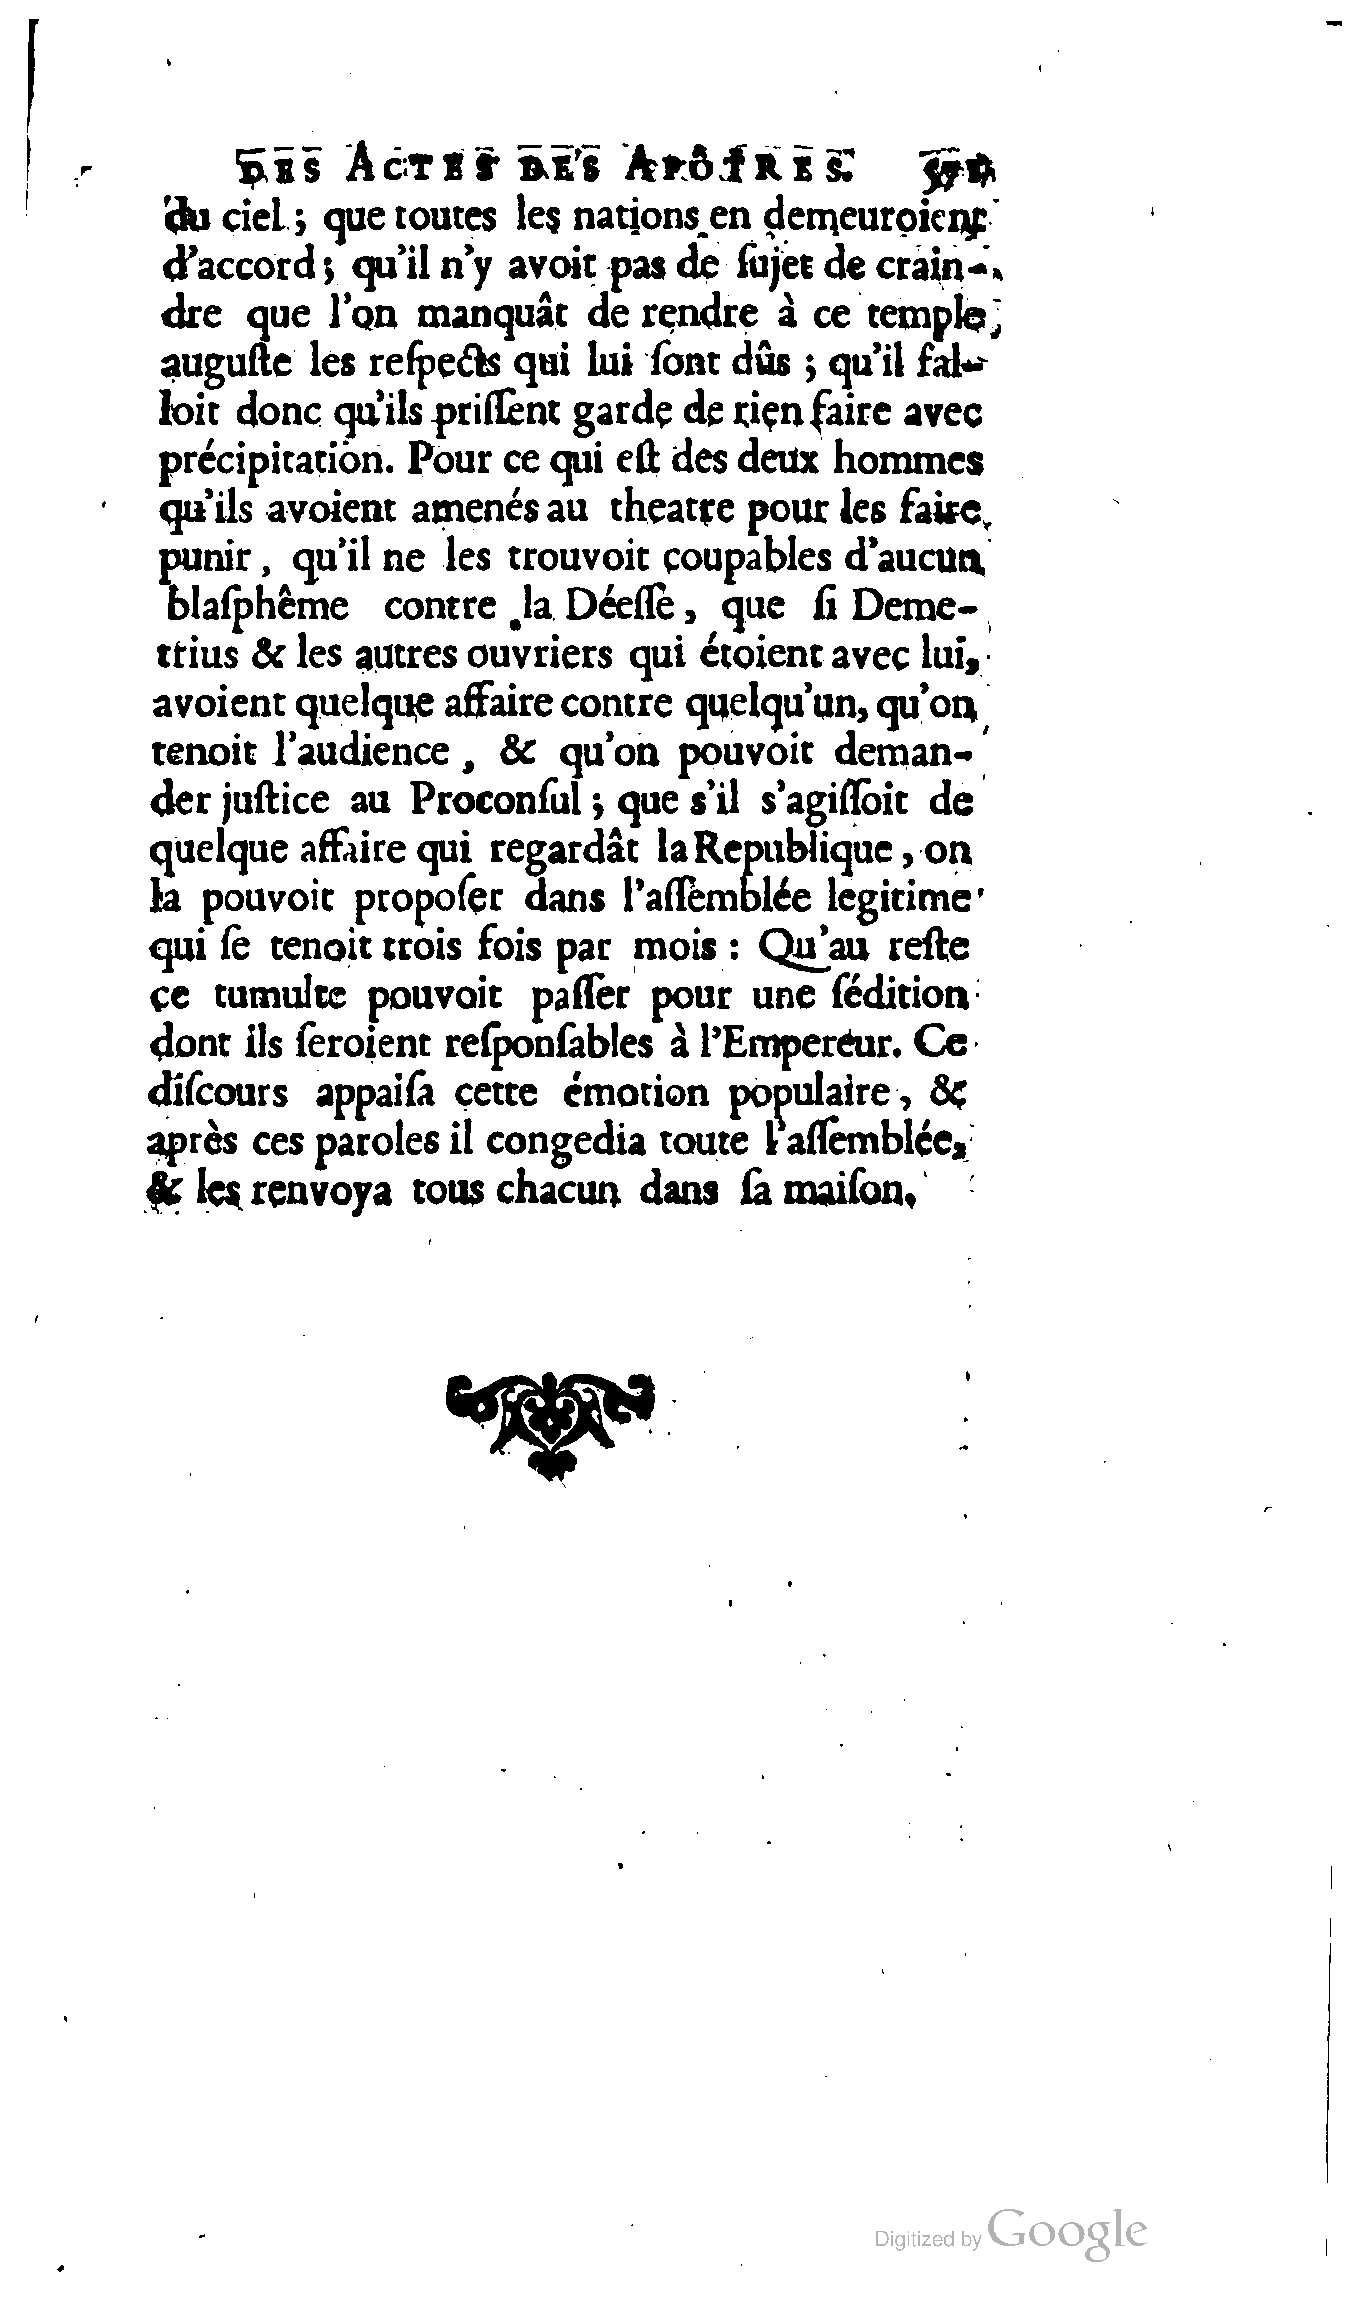 DES ACTES DES APÔTRES.
du ciel ; que toutes les nations en demeuroient
d'accord ; qu'il n'y avoit pas de ſujet de crain-
dre que l'on manquât de rendre à ce temple
auguſte les reſpects qui lui ſont dûs ; qu'il fal-
loit donc qu'ils priſſent garde de rien faire avec
précipitation. Pour ce qui eſt des deux hommes
qu'ils avoient amenés au theatre pour les faire
punir, qu'il ne les trouvoit coupables d'aucun
blaſphême contre la Déeſſe, que ſi Deme-
trius & les autres ouvriers qui étoient avec lui,
avoient quelque affaire contre quelqu'un, qu'on
tenoit l'audience, & qu'on pouvoit deman-
der juſtice au Proconſul ; que s'il s'agiſſoit de
quelque affaire qui regardât la Republique, on
la pouvoit propoſer dans l'aſſemblée legitime
qui ſe tenoit trois fois par mois : Qu'au reſte
ce tumulte pouvoit paſſer pour une ſédition
dont ils ſeroient reſponſables à l'Empereur. Ce
diſcours appaiſa cette émotion populaire, &
après ces paroles il congedia toute l'aſſemblée,
& les renvoya tous chacun dans ſa maiſon.
Digitized by Google